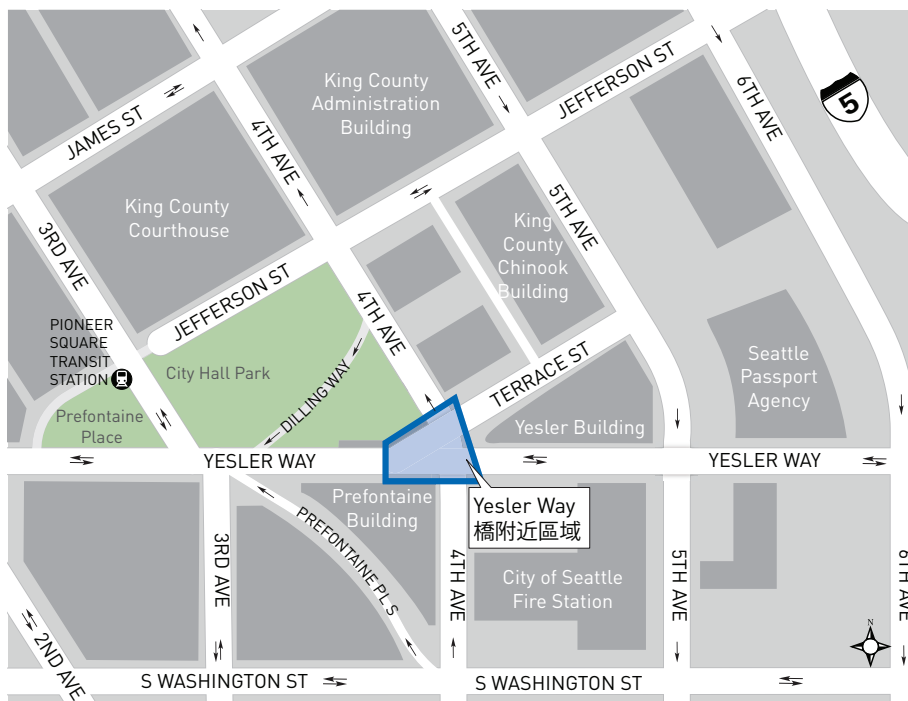 5TH AVE
JEFFERSON ST
6TH AVE
5
King County
Administration
Building
JAMES ST
4TH AVE
King County
Courthouse
5TH AVE
King
County
Chinook
Building
3RD AVE
JEFFERSON ST
4TH AVE
PIONEER
SQUARE
TRANSIT
STATION
City Hall Park
DILLING WAY
TERRACE ST
Seattle
Passport
Agency
Prefontaine
Place
Yesler Building
YESLER WAY
YESLER WAY
Prefontaine
Building
Yesler Way
橋附近區域
PREFONTAINE PL S
3RD AVE
4TH AVE
City of Seattle
Fire Station
5TH AVE
6TH AVE
2ND AVE
N
S WASHINGTON ST
S WASHINGTON ST